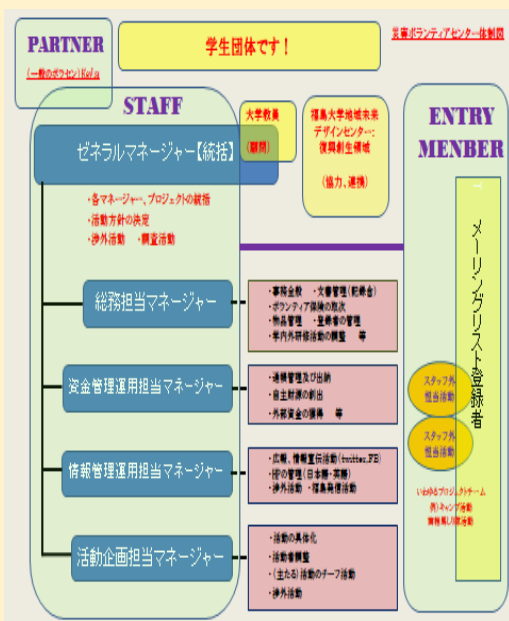 PARTNER
学生団体です！
災害ボランティアセンター体制図
STAFF
大学教員
(顧問)
福島大学地域未来
デザインセンター:
復興創生領域
(協力、連携)
ENTRY
MENBER
ゼネラルマネージャー【統括】
・各マネージャー、プロジェクトの統括
・活動方針の決定
・渉外活動 ・調査活動
総務担当マネージャー
・事務全般 ・文書管理(記録含)
・ボランティア保険の取次
・物品管理 ・登録者の管理
・学内外研修活動の調整 等
資金管理運用担当マネージャー
・通帳管理及び出納
・自主財源の創出
・外部資金の獲得 等
情報管理運用担当マネージャー
・広報、情報宣伝活動(twitter,FB)
・HPの管理(日本語・英語)
・渉外活動 ・福島発信活動
活動企画担当マネージャー
・活動の具体化
・活動者調整
・(主たる)活動のチーフ活動
・渉外活動
メーリングリスト登録者
スタッフ外
担当活動
スタッフ外
担当活動
いわゆるプロジェクトチーム
例)キャンプ活動